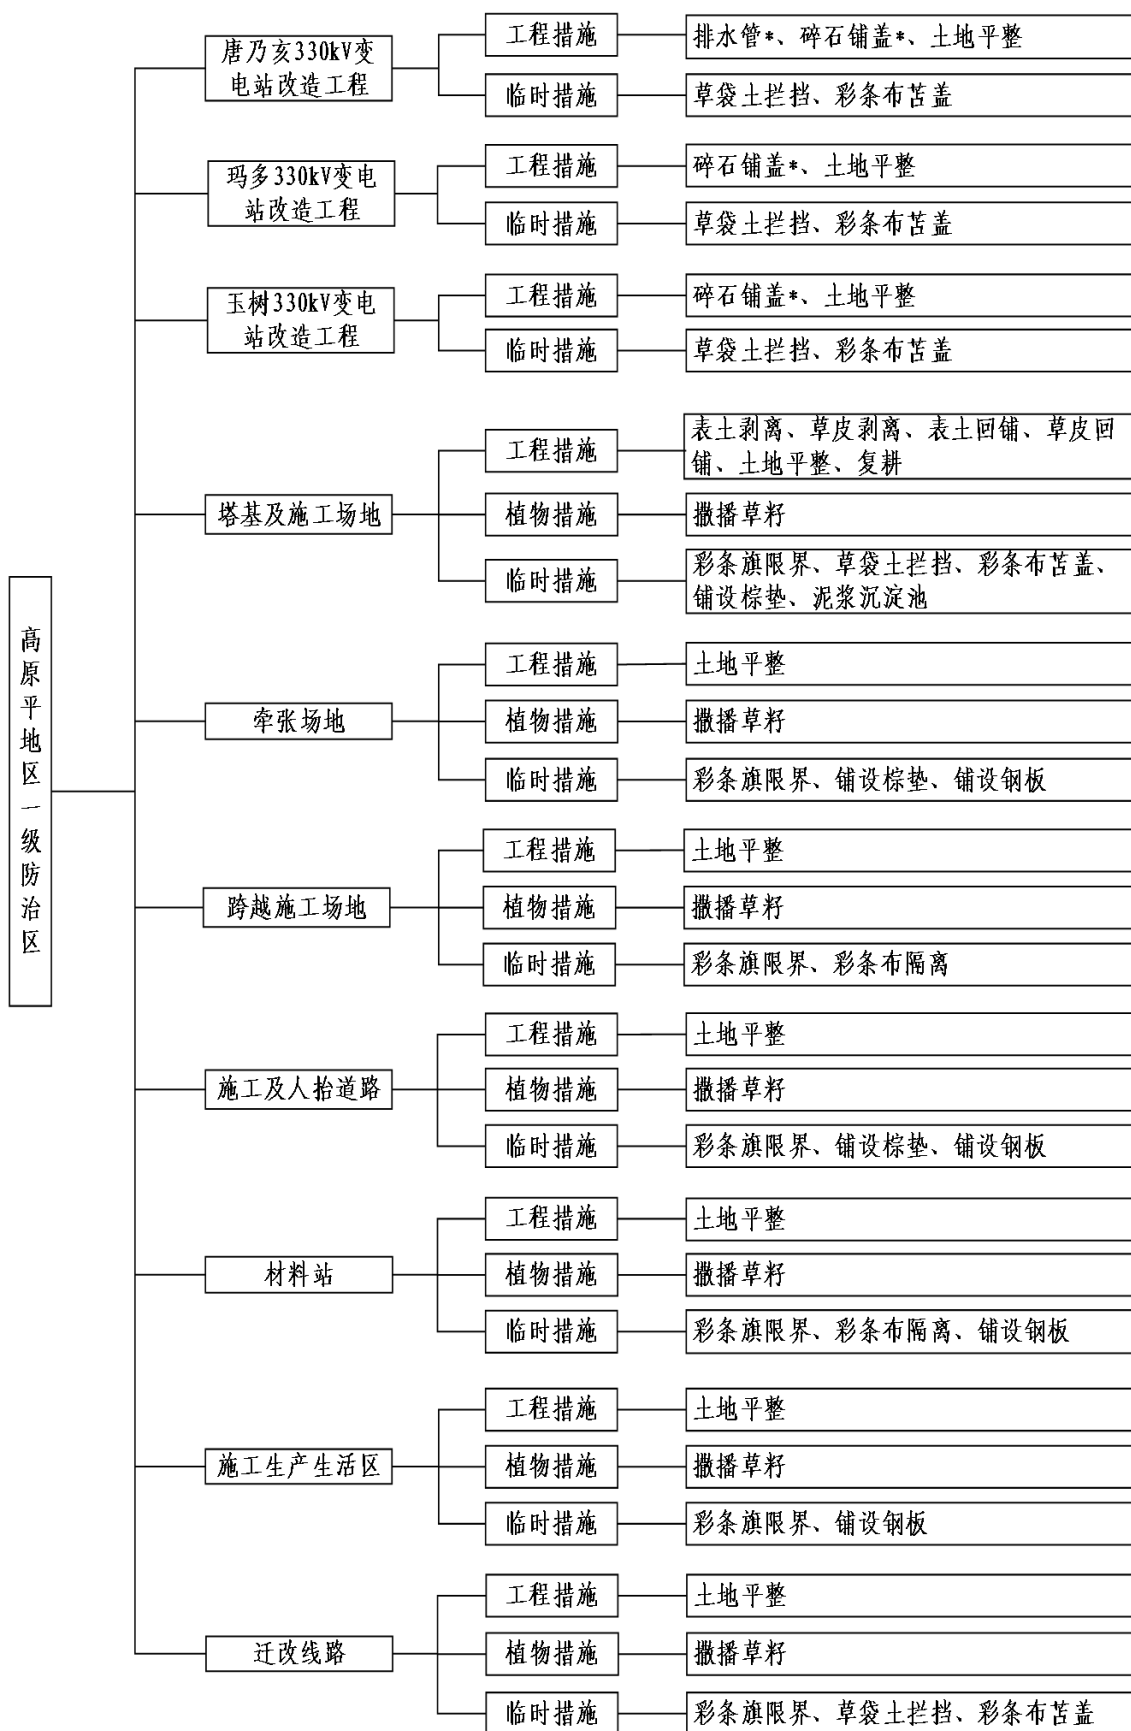 高原平地区一级防治区
唐乃亥330kV变
电站改造工程
工程措施
排水管*、碎石铺盖*、土地平整
临时措施
草袋土拦挡、彩条布苫盖
玛多330kV变电
站改造工程
工程措施
碎石铺盖*、土地平整
临时措施
草袋土拦挡、彩条布苫盖
玉树330kV变电
站改造工程
工程措施
碎石铺盖*、土地平整
临时措施
草袋土拦挡、彩条布苫盖
塔基及施工场地
工程措施
表土剥离、草皮剥离、表土回铺、草皮回
铺、土地平整、复耕
植物措施
撒播草籽
临时措施
彩条旗限界、草袋土拦挡、彩条布苫盖、
铺设棕垫、泥浆沉淀池
牵张场地
工程措施
土地平整
植物措施
撒播草籽
临时措施
彩条旗限界、铺设棕垫、铺设钢板
跨越施工场地
工程措施
土地平整
植物措施
撒播草籽
临时措施
彩条旗限界、彩条布隔离
施工及人抬道路
工程措施
土地平整
植物措施
撒播草籽
临时措施
彩条旗限界、铺设棕垫、铺设钢板
材料站
工程措施
土地平整
植物措施
撒播草籽
临时措施
彩条旗限界、彩条布隔离、铺设钢板
施工生产生活区
工程措施
土地平整
植物措施
撒播草籽
临时措施
彩条旗限界、铺设钢板
迁改线路
工程措施
土地平整
植物措施
撒播草籽
临时措施
彩条旗限界、草袋土拦挡、彩条布苫盖